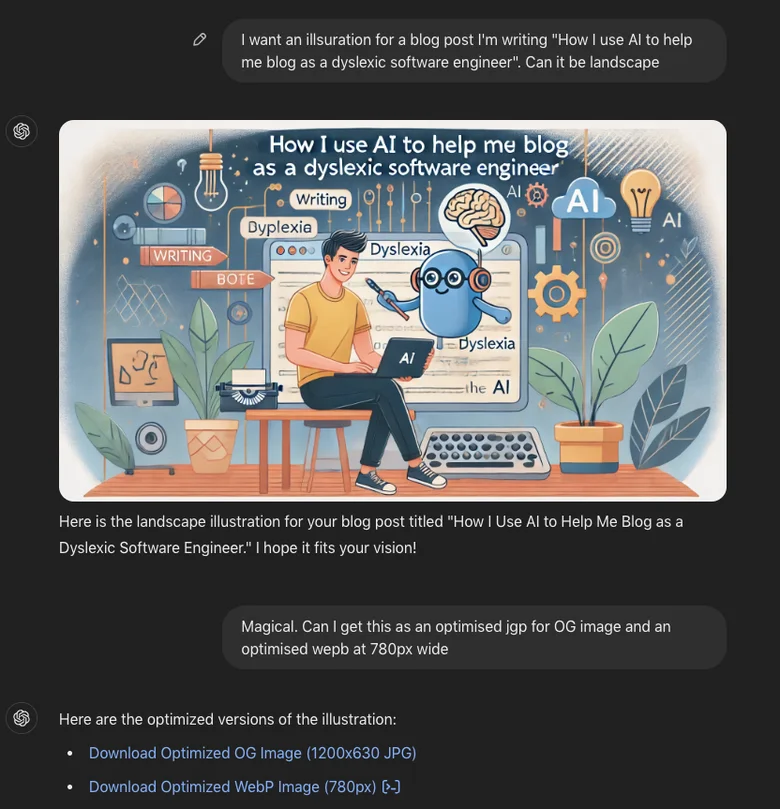 I want an illsuration for a blog post I'm writing "How I use AI to help
me blog as a dyslexic software engineer". Can it be landscape
How I use AI to help me blog
as a dyslexic software engineer
Writing
AI
AI
AI
Dyplexia
Dyslexia
WRITING
BOTE
Dyslexia
Ai
the AI
Here is the landscape illustration for your blog post titled "How I Use AI to Help Me Blog as a
Dyslexic Software Engineer." I hope it fits your vision!
Magical. Can I get this as an optimised jgp for OG image and an
optimised wepb at 780px wide
Here are the optimized versions of the illustration:
• Download Optimized OG Image (1200x630 JPG)
• Download Optimized WebP Image (780px)